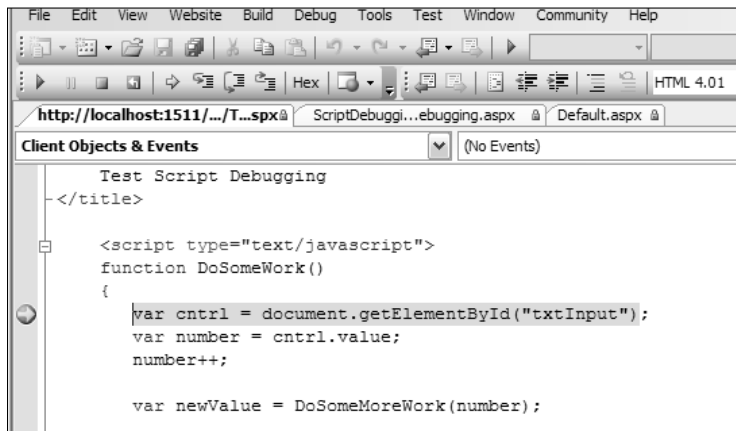 File Edit View Website Build Debug Tools Test Window Community Help
Hex HTML 4.01
http://localhost:1511/.../T...spx ScriptDebuggi...ebugging.aspx Default.aspx
Client Objects & Events (No Events)
Test Script Debugging
</title>
<script type="text/javascript">
function DoSomeWork()
{
var cntrl = document.getElementById("txtInput");
var number = cntrl.value;
number++;
var newValue = DoSomeMoreWork(number);